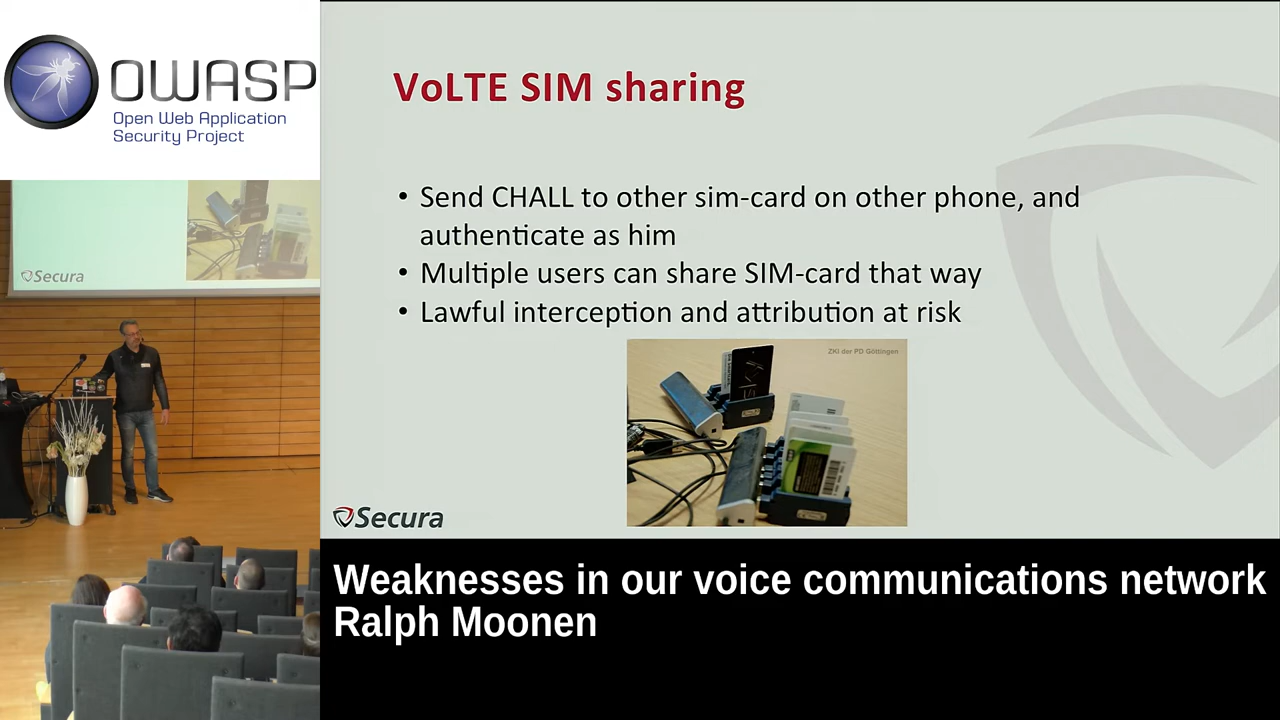 OWASP
Open Web Application
Security Project
Secura
VoLTE SIM sharing
• Send CHALL to other sim-card on other phone, and
authenticate as him
• Multiple users can share SIM-card that way
• Lawful interception and attribution at risk
ZKI der PD Göttingen
SKY
Secura
Weaknesses in our voice communications network
Ralph Moonen